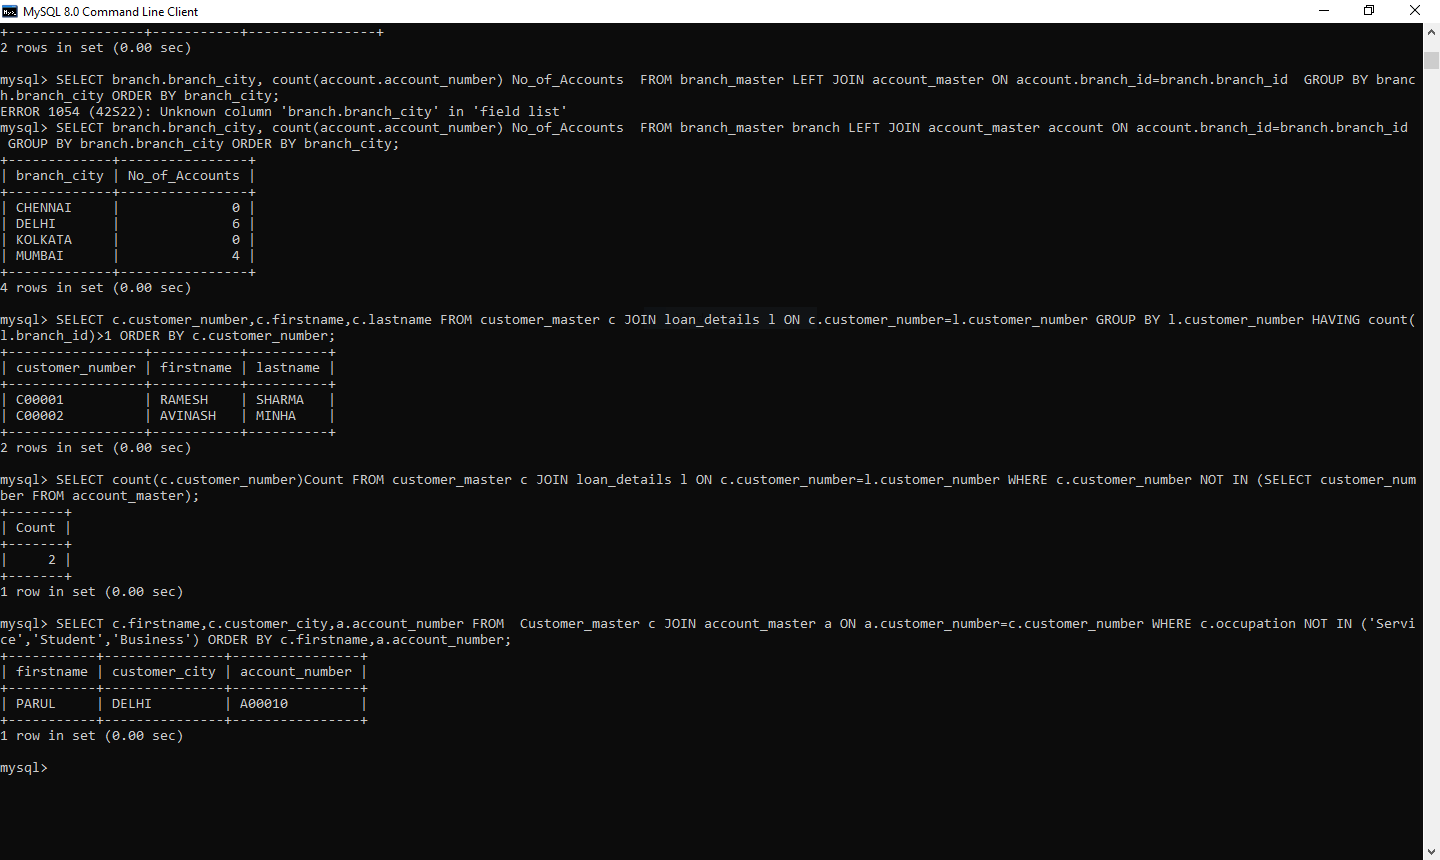 MySQL 8.0 Command Line Client
+-----------------+-----------+----------------+
2 rows in set (0.00 sec)
mysql> SELECT branch.branch_city, count(account.account_number) No_of_Accounts  FROM branch_master LEFT JOIN account_master ON account.branch_id=branch.branch_id  GROUP BY branc
h.branch_city ORDER BY branch_city;
ERROR 1054 (42S22): Unknown column 'branch.branch_city' in 'field list'
mysql> SELECT branch.branch_city, count(account.account_number) No_of_Accounts  FROM branch_master branch LEFT JOIN account_master account ON account.branch_id=branch.branch_id
 GROUP BY branch.branch_city ORDER BY branch_city;
+-------------+----------------+
| branch_city | No_of_Accounts |
+-------------+----------------+
| CHENNAI     |              0 |
| DELHI       |              6 |
| KOLKATA     |              0 |
| MUMBAI      |              4 |
+-------------+----------------+
4 rows in set (0.00 sec)
mysql> SELECT c.customer_number,c.firstname,c.lastname FROM customer_master c JOIN loan_details l ON c.customer_number=l.customer_number GROUP BY l.customer_number HAVING count(
l.branch_id)>1 ORDER BY c.customer_number;
+-----------------+-----------+----------+
| customer_number | firstname | lastname |
+-----------------+-----------+----------+
| C00001          | RAMESH    | SHARMA   |
| C00002          | AVINASH   | MINHA    |
+-----------------+-----------+----------+
2 rows in set (0.00 sec)
mysql> SELECT count(c.customer_number)Count FROM customer_master c JOIN loan_details l ON c.customer_number=l.customer_number WHERE c.customer_number NOT IN (SELECT customer_num
ber FROM account_master);
+-------+
| Count |
+-------+
|     2 |
+-------+
1 row in set (0.00 sec)
mysql> SELECT c.firstname,c.customer_city,a.account_number FROM  Customer_master c JOIN account_master a ON a.customer_number=c.customer_number WHERE c.occupation NOT IN ('Servi
ce','Student','Business') ORDER BY c.firstname,a.account_number;
+-----------+---------------+----------------+
| firstname | customer_city | account_number |
+-----------+---------------+----------------+
| PARUL     | DELHI         | A00010         |
+-----------+---------------+----------------+
1 row in set (0.00 sec)
mysql>